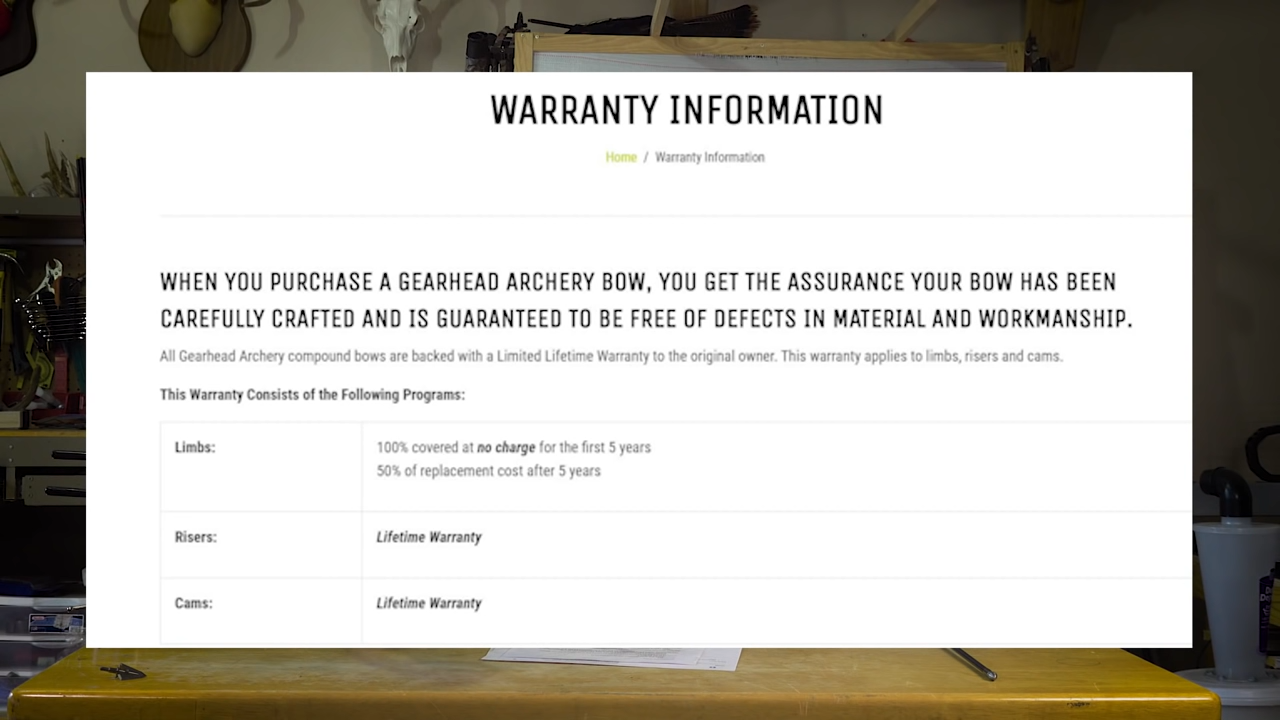 WARRANTY INFORMATION
Home / Warranty Information
WHEN YOU PURCHASE A GEARHEAD ARCHERY BOW, YOU GET THE ASSURANCE YOUR BOW HAS BEEN
CAREFULLY CRAFTED AND IS GUARANTEED TO BE FREE OF DEFECTS IN MATERIAL AND WORKMANSHIP.
All Gearhead Archery compound bows are backed with a Limited Lifetime Warranty to the original owner. This warranty applies to limbs, risers and cams.
This Warranty Consists of the Following Programs:
Limbs: 100% covered at no charge for the first 5 years
50% of replacement cost after 5 years
Risers: Lifetime Warranty
Cams: Lifetime Warranty